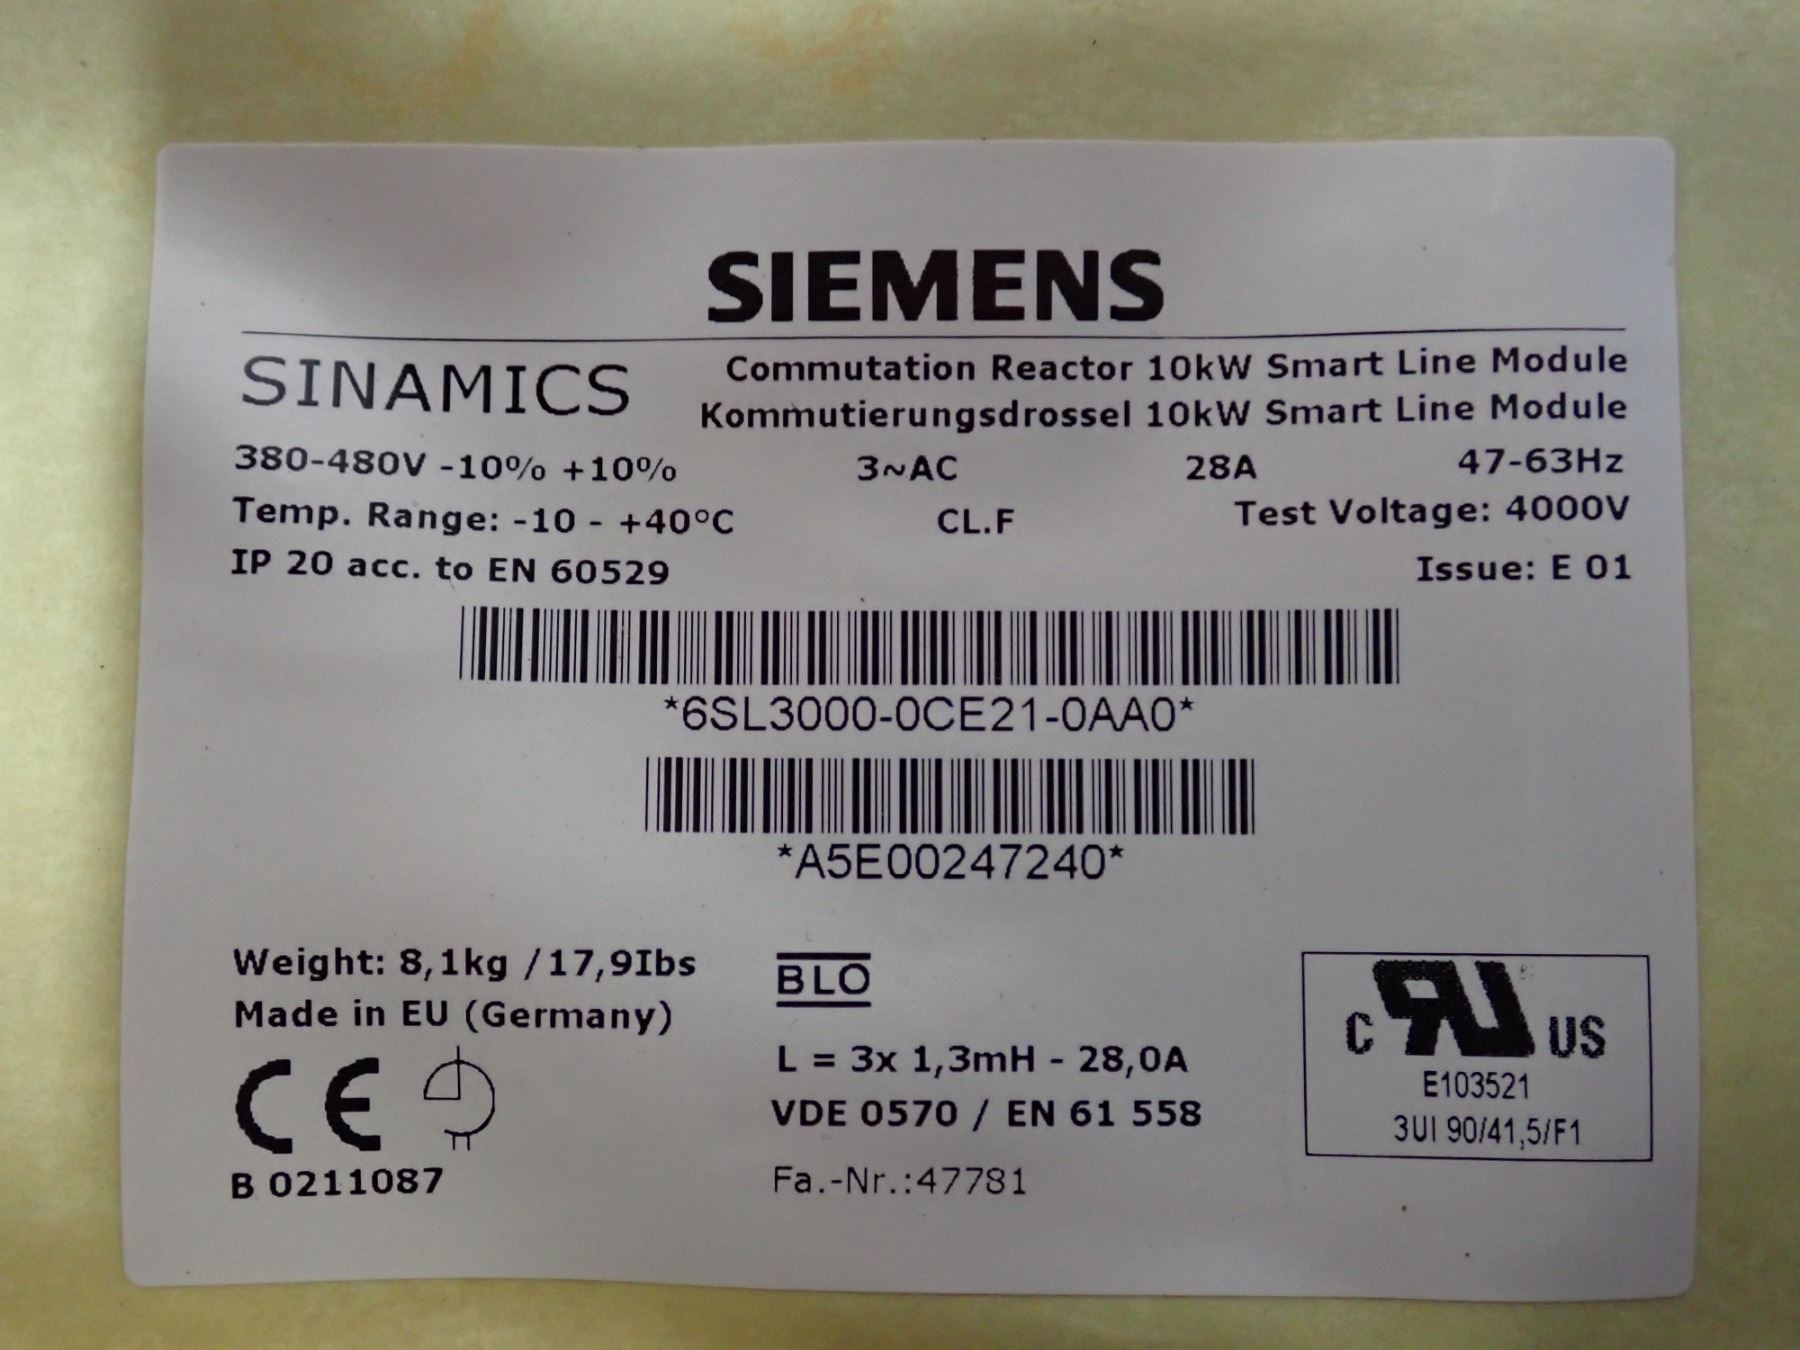 SIEMENS
SINAMICS
Commutation Reactor 10kW Smart Line Module
Kommutierungsdrossel 10kW Smart Line Module
380-480V -10% +10% 3~AC 28A 47-63Hz
Temp. Range: -10 - +40°C CL.F Test Voltage: 4000V
IP 20 acc. to EN 60529 Issue: E 01
*6SL3000-0CE21-0AA0*
*A5E00247240*
Weight: 8,1kg /17,9Ibs
Made in EU (Germany)
CE
B 0211087
BLO
L = 3x 1,3mH - 28,0A
VDE 0570 / EN 61 558
Fa.-Nr.:47781
C RU US
E103521
3UI 90/41,5/F1